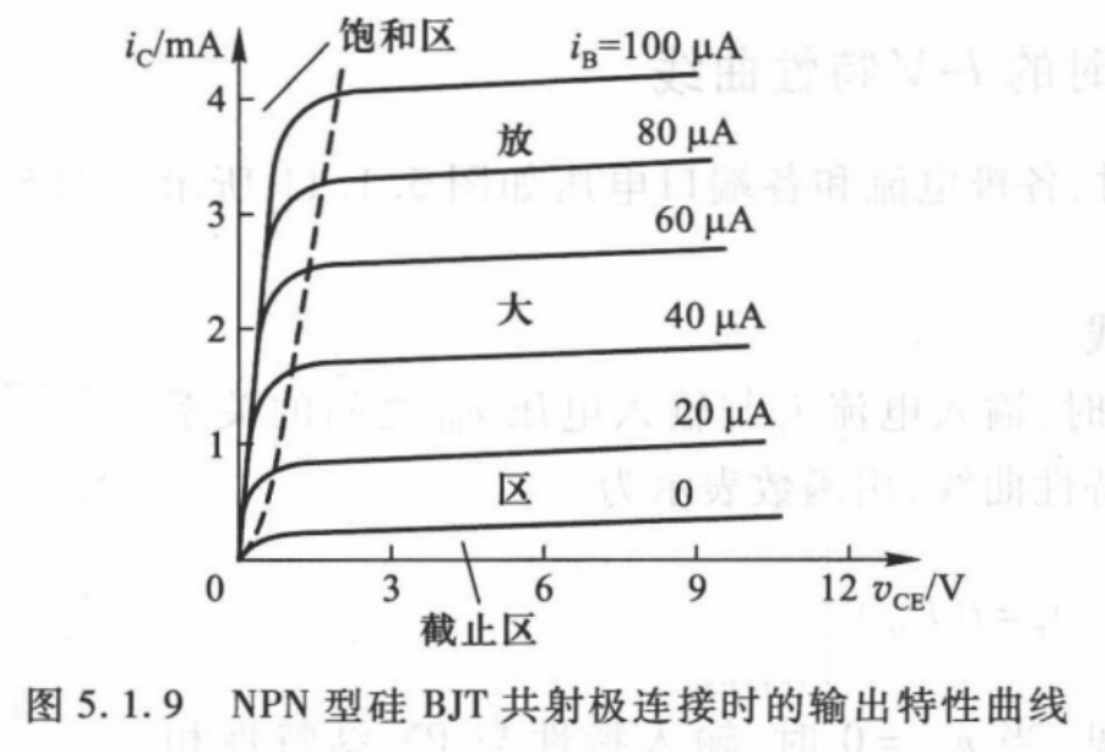 i_C/mA
饱和区
i_B=100 μA
4
放
80 μA
3
60 μA
大
2
40 μA
20 μA
1
区
0
0
3
6
9
12
v_CE/V
截止区
图 5.1.9 NPN 型硅 BJT 共射极连接时的输出特性曲线